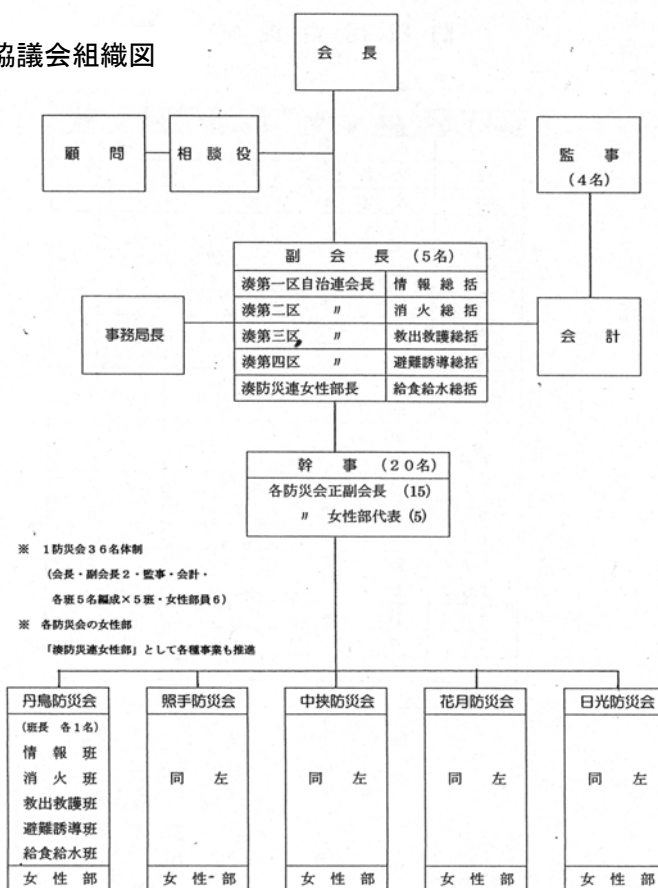 協議会組織図
会　長
顧　問
相 談 役
監　事
(4名)
副　会　長　(5名)
湊第一区自治連会長　情 報 総 括
湊第二区　〃　消 火 総 括
湊第三区　〃　救出救護総括
湊第四区　〃　避難誘導総括
湊防災連女性部長　給食給水総括
事務局長
会　計
幹　事　(20名)
各防災会正副会長　(15)
〃　女性部代表 (5)
※　1防災会36名体制
(会長・副会長2・監事・会計・
各班5名編成×5班・女性部員6)
※　各防災会の女性部
「湊防災連女性部」として各種事業も推進
丹鳥防災会　照手防災会　中挟防災会　花月防災会　日光防災会
(班長　各1名)
情 報 班
消 火 班　同　左　同　左　同　左　同　左
救出救護班
避難誘導班
給食給水班
女 性 部　女 性 部　女 性 部　女 性 部　女 性 部